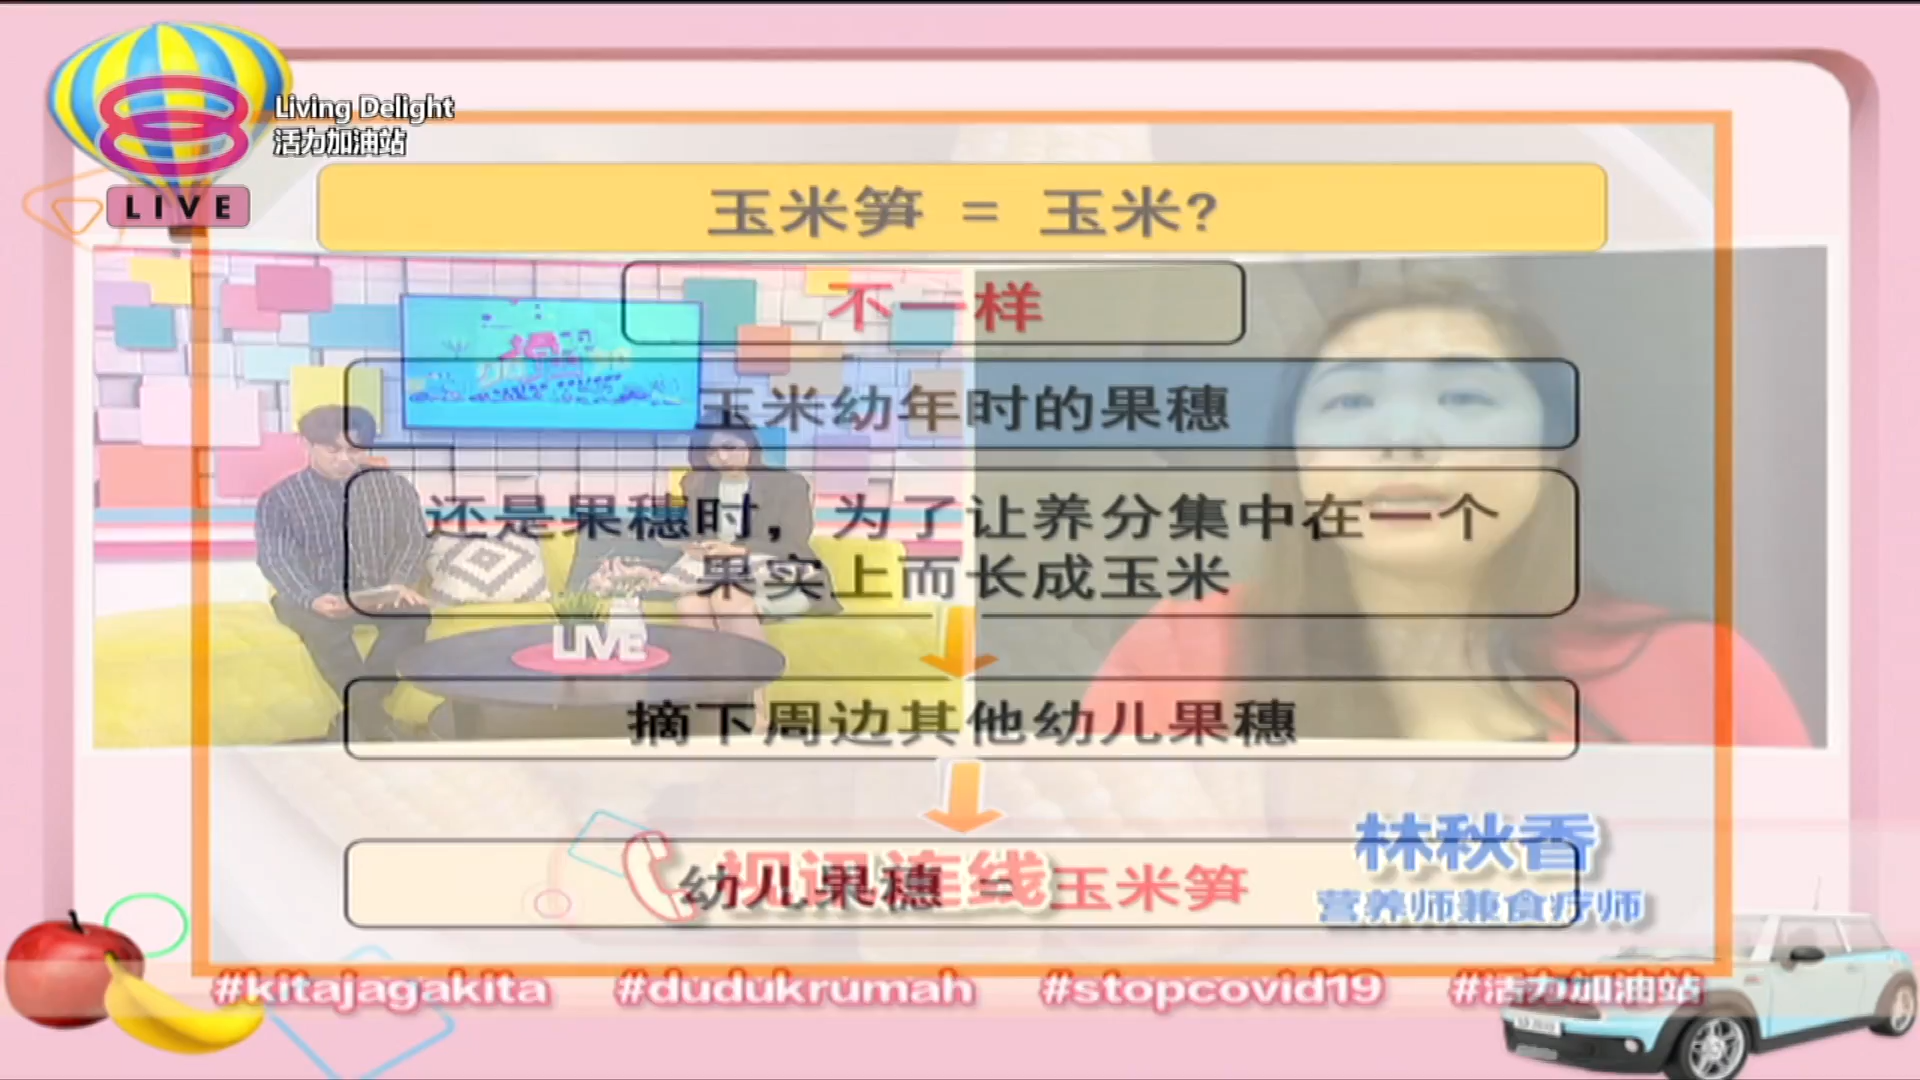 Living Delight
活力加油站
LIVE
玉米笋 = 玉米?
不一样
玉米幼年时的果穗
还是果穗时，为了让养分集中在一个
果实上而长成玉米
LIVE
摘下周边其他幼儿果穗
幼儿果穗 = 玉米笋
视讯连线
林秋香
营养师兼食疗师
#kitajagakita #dudukrumah #stopcovid19 #活力加油站